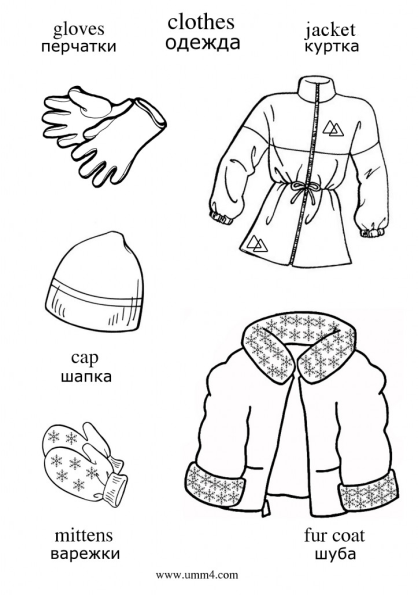 clothes
одежда
gloves
перчатки
jacket
куртка
cap
шапка
mittens
варежки
fur coat
шуба
www.umm4.com